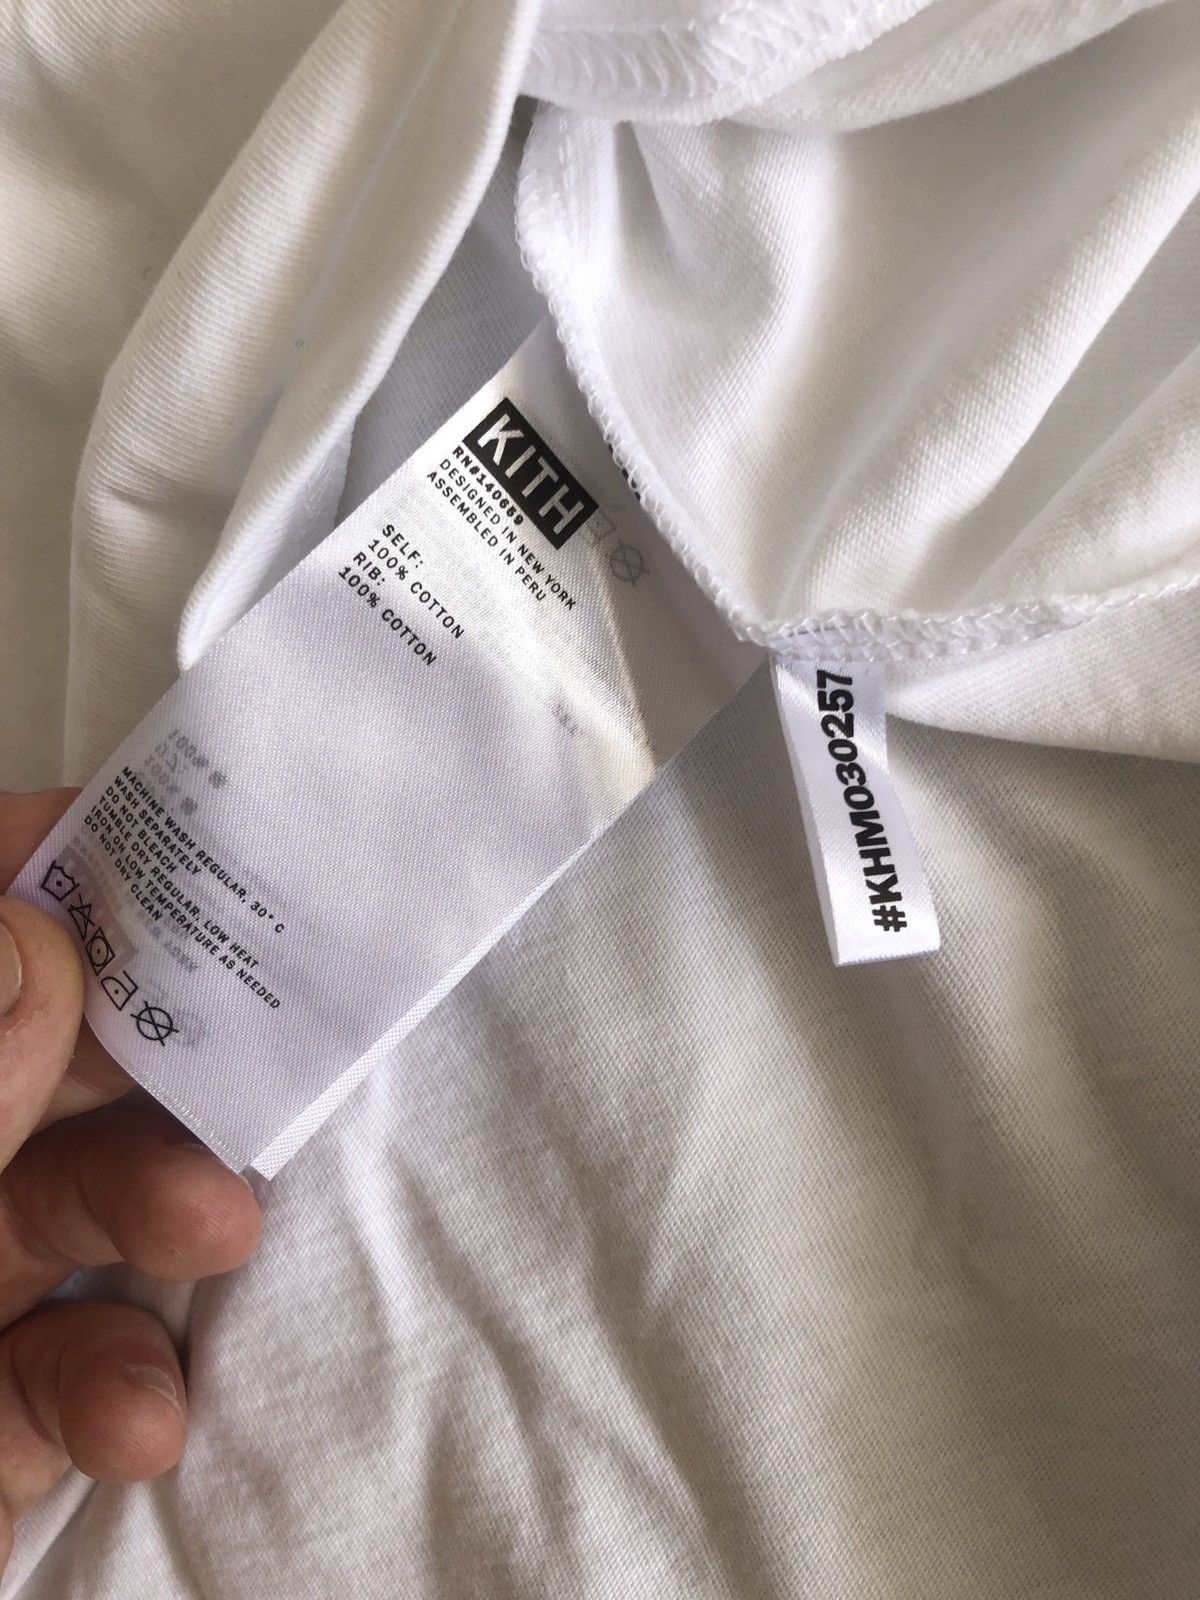 KITH
RN#140659
DESIGNED IN NEW YORK
ASSEMBLED IN PERU
SELF:
100% COTTON
RIB:
100% COTTON
MACHINE WASH REGULAR, 30° C
WASH SEPARATELY
DO NOT BLEACH
TUMBLE DRY REGULAR, LOW HEAT
IRON ON LOW TEMPERATURE AS NEEDED
DO NOT DRY CLEAN
#KHM030257